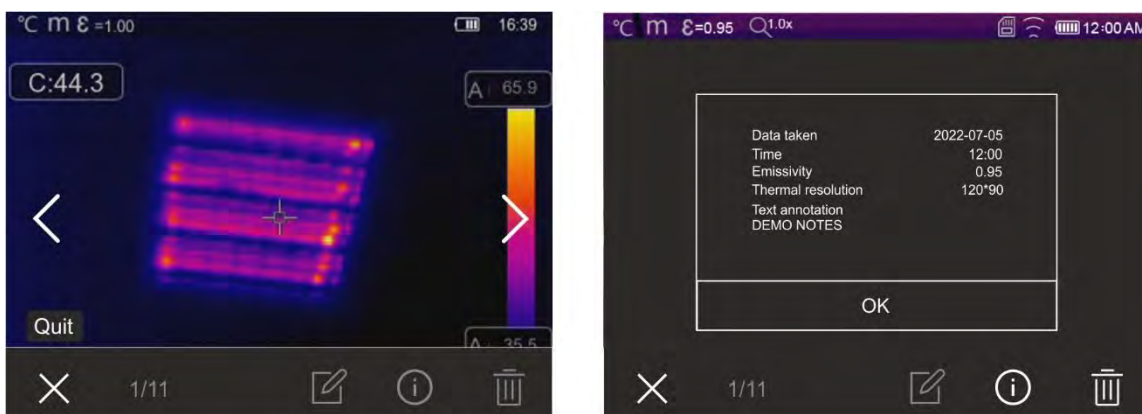 °C m ε=1.00 16:39
C:44.3
A 65.9
Quit
A 35.5
1/11
°C m ε=0.95 1.0x 12:00 AM
Data taken 2022-07-05
Time 12:00
Emissivity 0.95
Thermal resolution 120*90
Text annotation
DEMO NOTES
OK
1/11